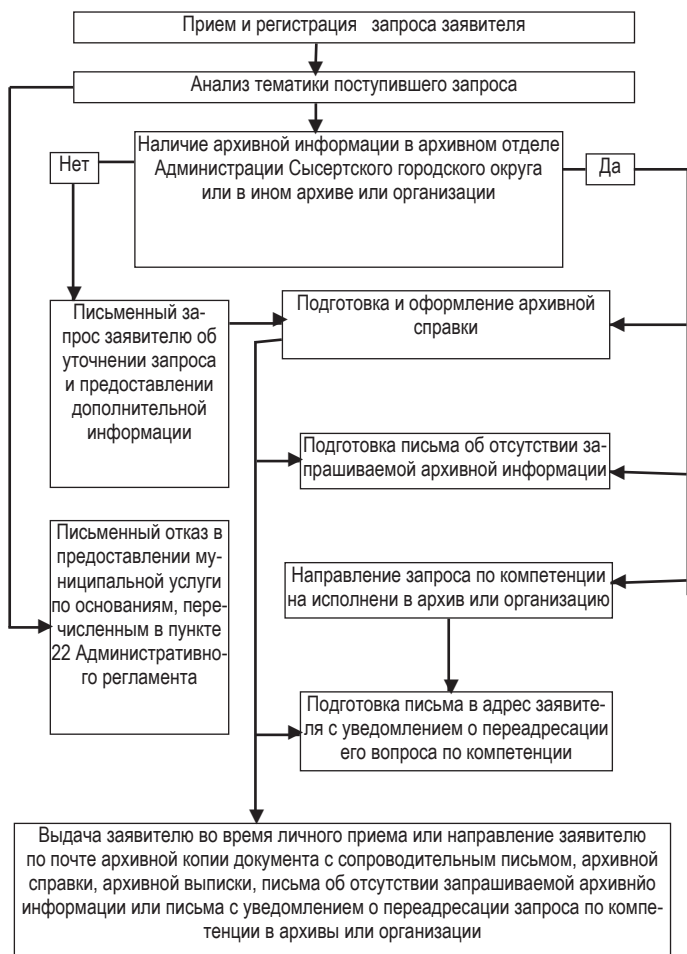 Прием и регистрация запроса заявителя
Анализ тематики поступившего запроса
Наличие архивной информации в архивном отделе
Администрации Сысертского городского округа
или в ином архиве или организации
Нет
Да
Письменный за-
прос заявителю об
уточнении запроса
и предоставлении
дополнительной
информации
Подготовка и оформление архивной
справки
Подготовка письма об отсутствии за-
прашиваемой архивной информации
Письменный отказ в
предоставлении му-
ниципальной услуги
по основаниям, пере-
численным в пункте
22 Административно-
го регламента
Направление запроса по компетенции
на исполнени в архив или организацию
Подготовка письма в адрес заявите-
ля с уведомлением о переадресации
его вопроса по компетенции
Выдача заявителю во время личного приема или направление заявителю
по почте архивной копии документа с сопроводительным письмом, архивной
справки, архивной выписки, письма об отсутствии запрашиваемой архивнйо
информации или письма с уведомлением о переадресации запроса по компе-
тенции в архивы или организации